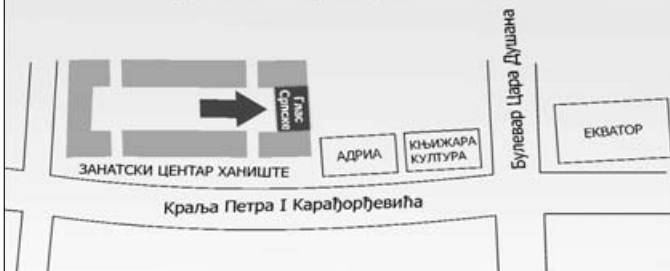 Глас
Српске
АДРИА
КЊИЖАРА
КУЛТУРА
Булевар Цара Душана
ЕКВАТОР
ЗАНАТСКИ ЦЕНТАР ХАНИШТЕ
Краља Петра I Карађорђевића